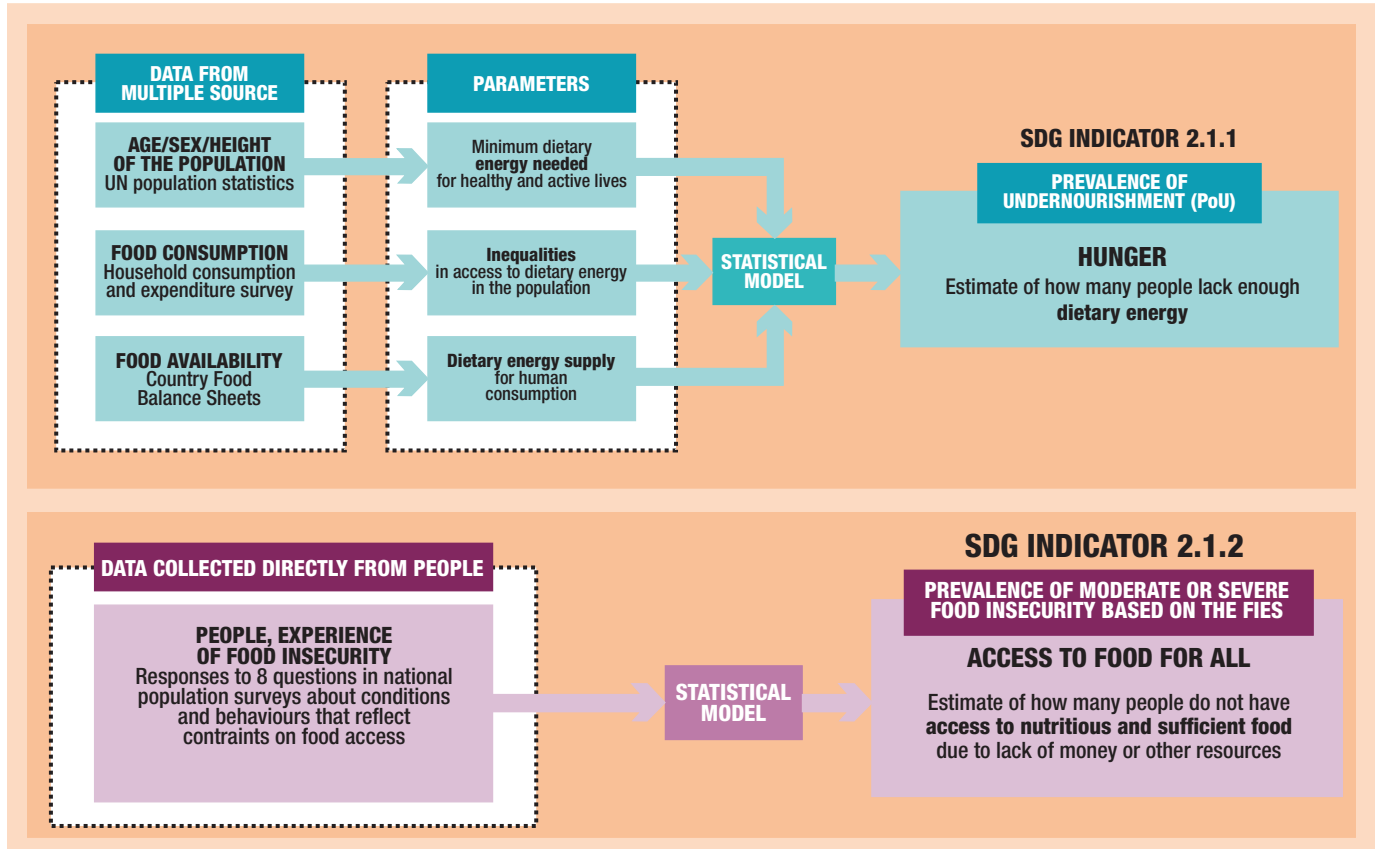 DATA FROM
MULTIPLE SOURCE
AGE/SEX/HEIGHT
OF THE POPULATION
UN population statistics
FOOD CONSUMPTION
Household consumption
and expenditure survey
FOOD AVAILABILITY
Country Food
Balance Sheets
PARAMETERS
Minimum dietary
energy needed
for healthy and active lives
Inequalities
in access to dietary energy
in the population
Dietary energy supply
for human
consumption
STATISTICAL
MODEL
SDG INDICATOR 2.1.1
PREVALENCE OF
UNDERNOURISHMENT (PoU)
HUNGER
Estimate of how many people lack enough
dietary energy
DATA COLLECTED DIRECTLY FROM PEOPLE
PEOPLE, EXPERIENCE
OF FOOD INSECURITY
Responses to 8 questions in national
population surveys about conditions
and behaviours that reflect
contraints on food access
STATISTICAL
MODEL
SDG INDICATOR 2.1.2
PREVALENCE OF MODERATE OR SEVERE
FOOD INSECURITY BASED ON THE FIES
ACCESS TO FOOD FOR ALL
Estimate of how many people do not have
access to nutritious and sufficient food
due to lack of money or other resources